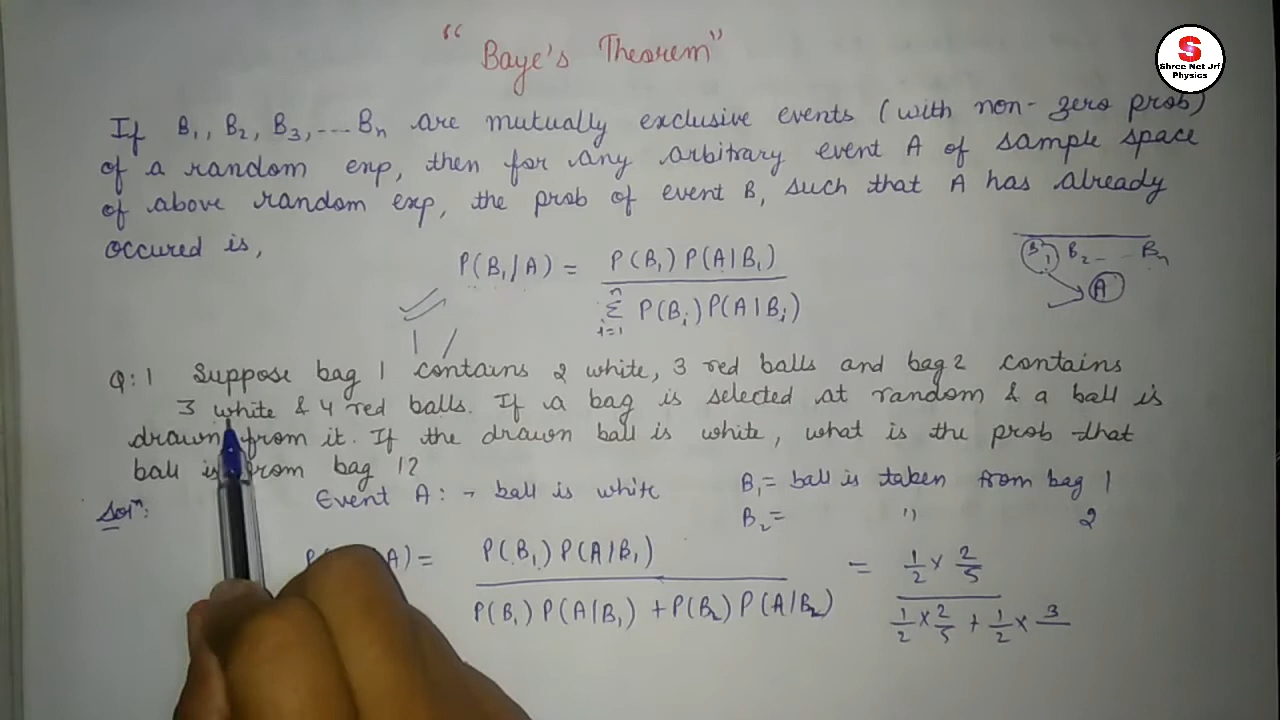 “Baye's Theorem”
S
Shree Net Jrf
Physics
If B₁, B₂, B₃, ... Bn are mutually exclusive events (with non-zero prob)
of a random exp, then for any arbitrary event A of sample space
of above random exp, the prob of event B, such that A has already
occured is,
P(B₁/A) = P(B₁) P(A|B₁) / n Σ i=1 P(Bi) P(A|Bi)
B₁ B₂ -- - Bn
A
Q:1 Suppose bag 1 contains 2 white, 3 red balls and bag 2 contains
3 white & 4 red balls. If a bag is selected at random & a ball is
drawn from it. If the drawn ball is white, what is the prob that
ball is from bag 1?
Solⁿ:
Event A: - ball is white
B₁ = ball is taken from bag 1
B₂ = " 2
A) = P(B₁) P(A/B₁) / P(B₁) P(A/B₁) + P(B₂) P(A/B₂) = 1/2 × 2/5 / 1/2 × 2/5 + 1/2 × 3/